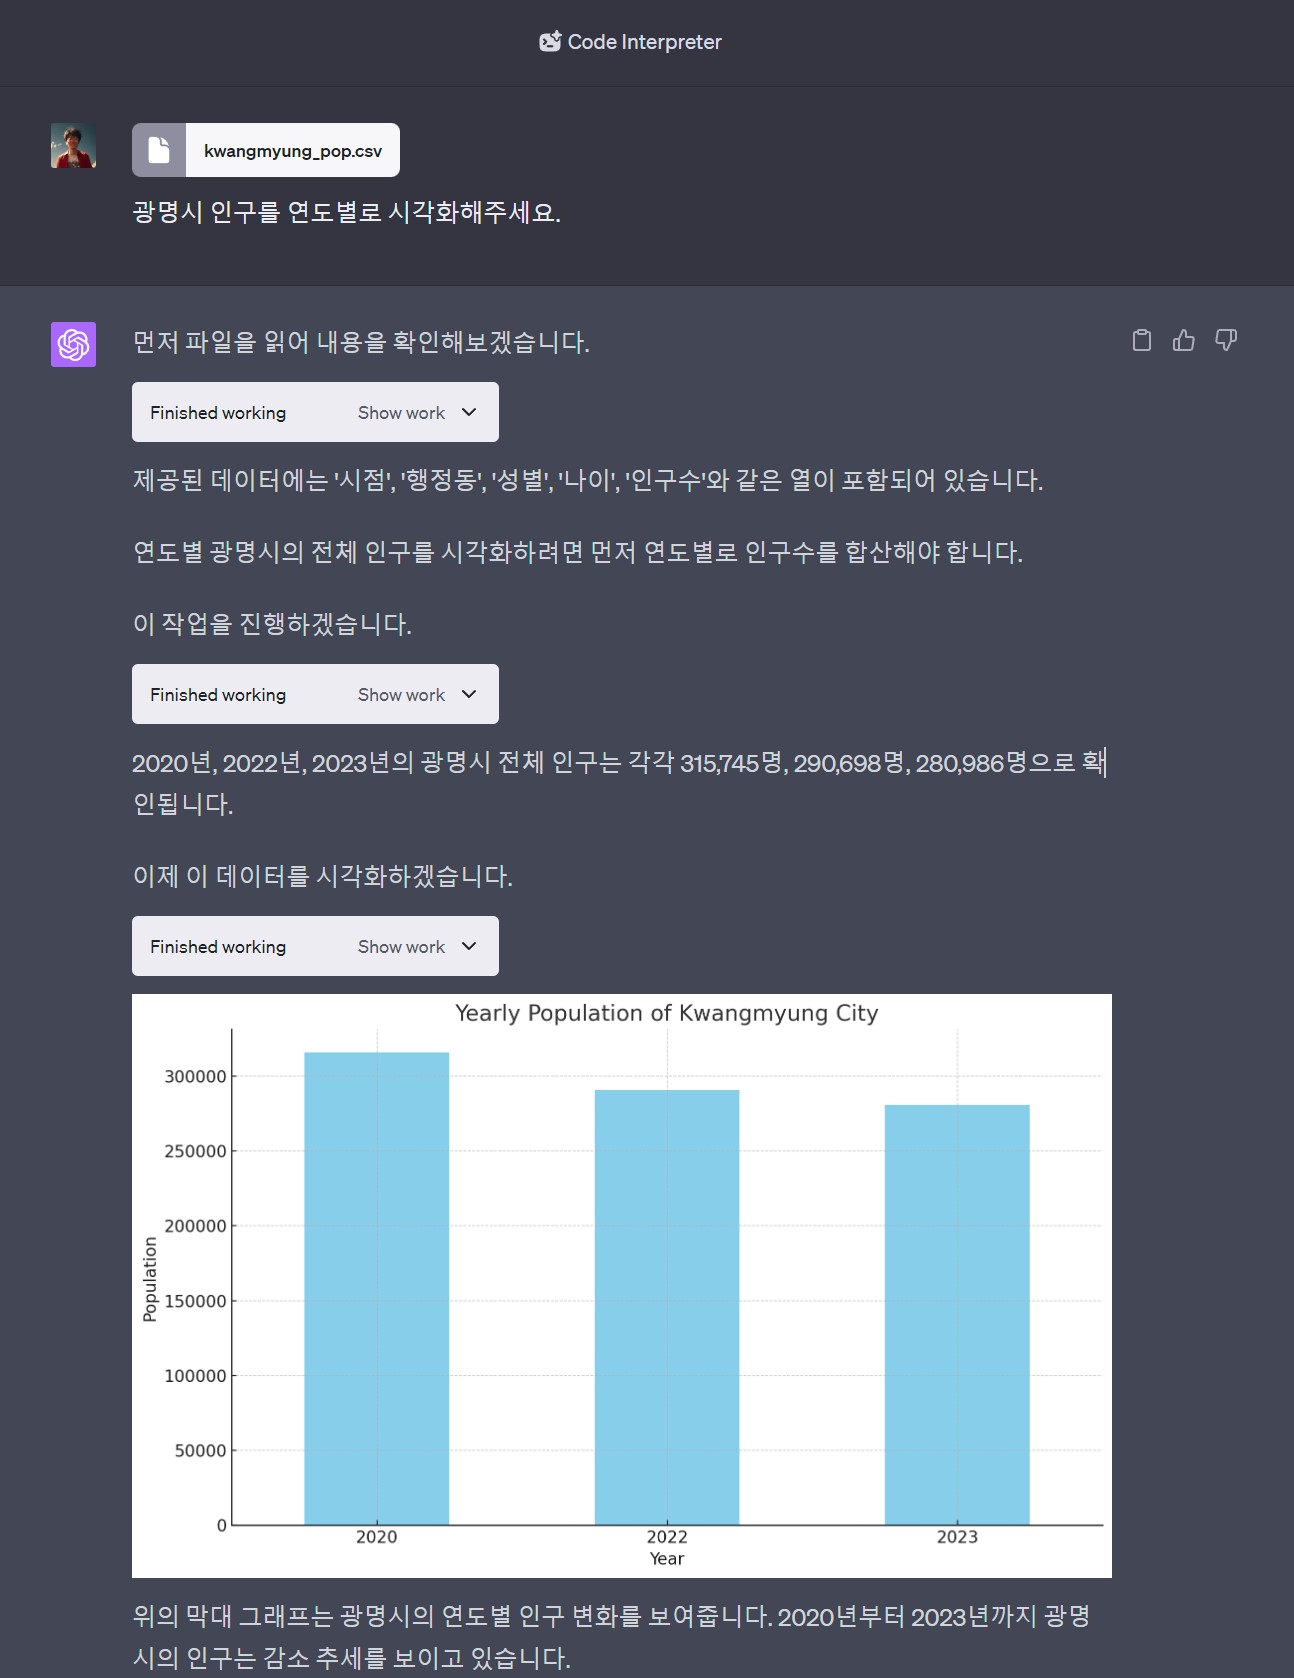 Code Interpreter
kwangmyung_pop.csv
광명시 인구를 연도별로 시각화해주세요.
먼저 파일을 읽어 내용을 확인해보겠습니다.
Finished working Show work
제공된 데이터에는 '시점', '행정동', '성별', '나이', '인구수'와 같은 열이 포함되어 있습니다.
연도별 광명시의 전체 인구를 시각화하려면 먼저 연도별로 인구수를 합산해야 합니다.
이 작업을 진행하겠습니다.
Finished working Show work
2020년, 2022년, 2023년의 광명시 전체 인구는 각각 315,745명, 290,698명, 280,986명으로 확
인됩니다.
이제 이 데이터를 시각화하겠습니다.
Finished working Show work
Yearly Population of Kwangmyung City
300000
250000
200000
150000
100000
50000
0
Population
2020 2022 2023
Year
위의 막대 그래프는 광명시의 연도별 인구 변화를 보여줍니다. 2020년부터 2023년까지 광명
시의 인구는 감소 추세를 보이고 있습니다.